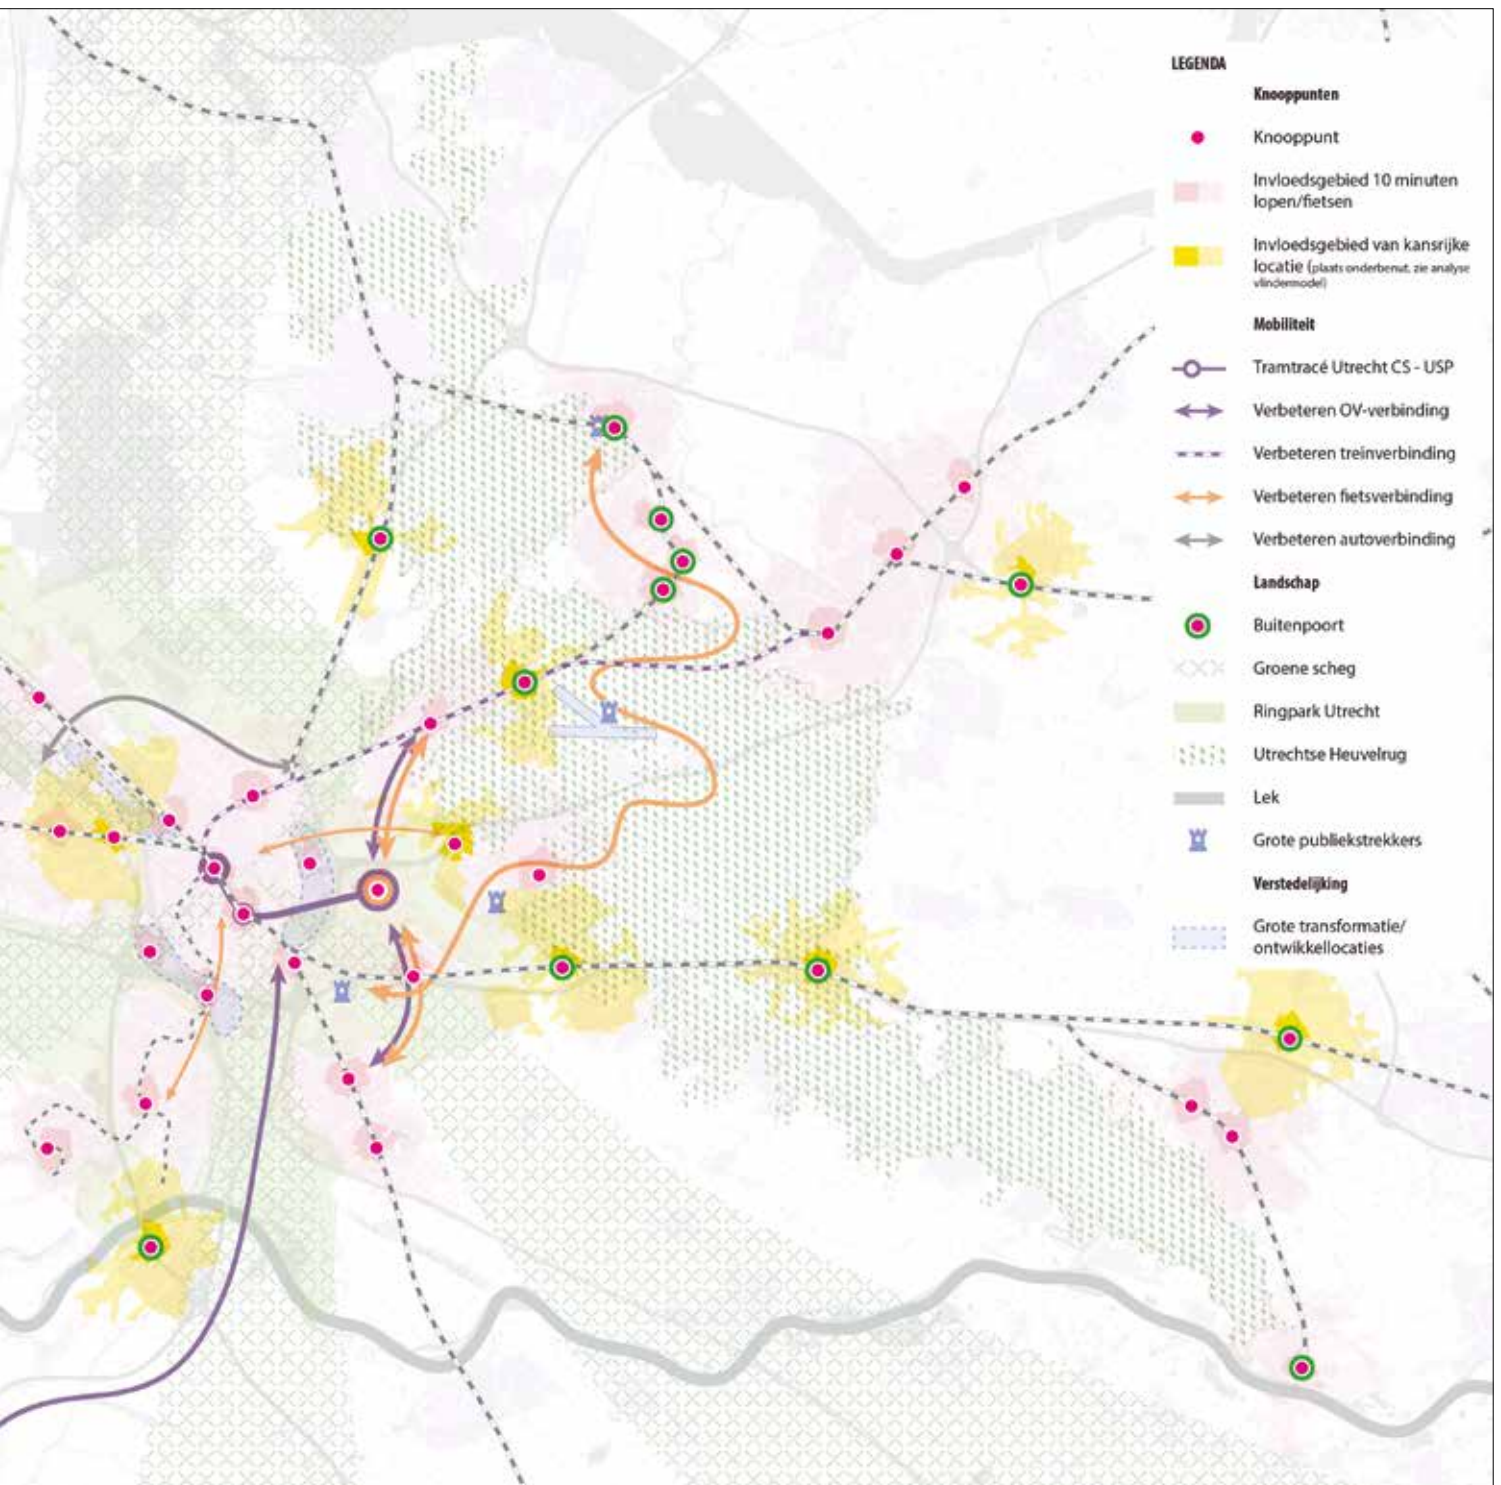 LEGENDA
Knooppunten
Knooppunt
Invloedsgebied 10 minuten
lopen/fietsen
Invloedsgebied van kansrijke
locatie (plaats onderbenut, zie analyse
vlindermodel)
Mobiliteit
Tramtracé Utrecht CS - USP
Verbeteren OV-verbinding
Verbeteren treinverbinding
Verbeteren fietsverbinding
Verbeteren autoverbinding
Landschap
Buitenpoort
Groene scheg
Ringpark Utrecht
Utrechtse Heuvelrug
Lek
Grote publiekstrekkers
Verstedelijking
Grote transformatie/
ontwikkellocaties